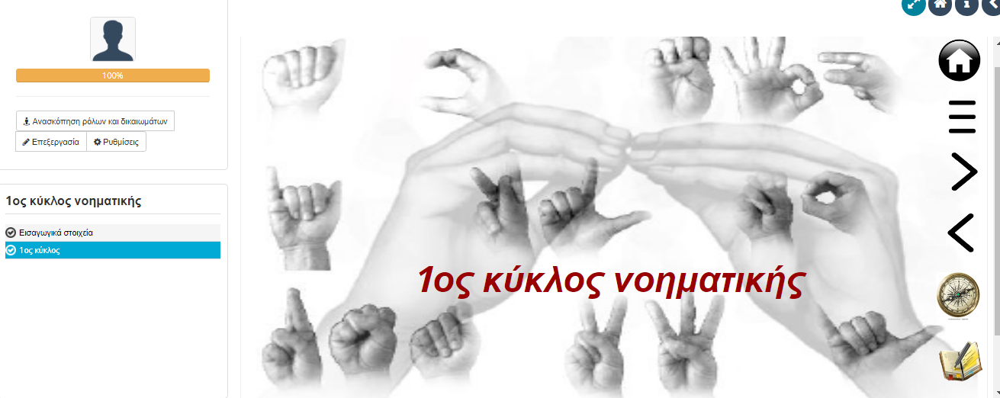 100%
Ανασκόπηση ρόλων και δικαιωμάτων
Επεξεργασία Ρυθμίσεις
1ος κύκλος νοηματικής
Εισαγωγικά στοιχεία
1ος κύκλος
1ος κύκλος νοηματικής